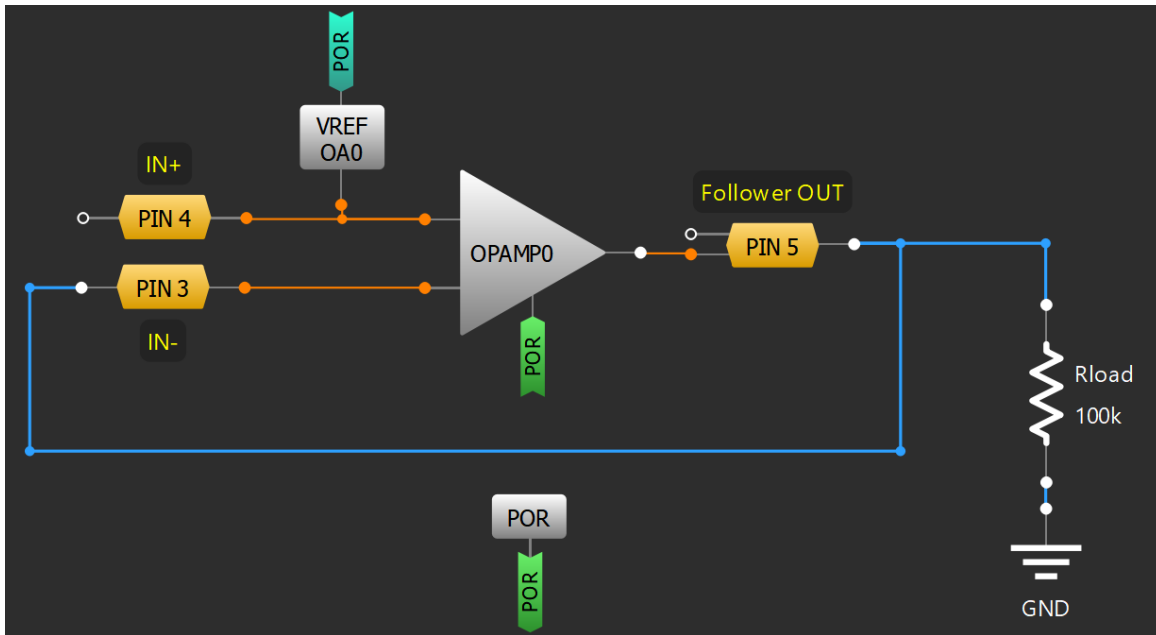 POR
VREF
OA0
IN+
PIN 4
Follower OUT
PIN 5
OPAMP0
PIN 3
IN-
POR
Rload
100k
POR
POR
GND